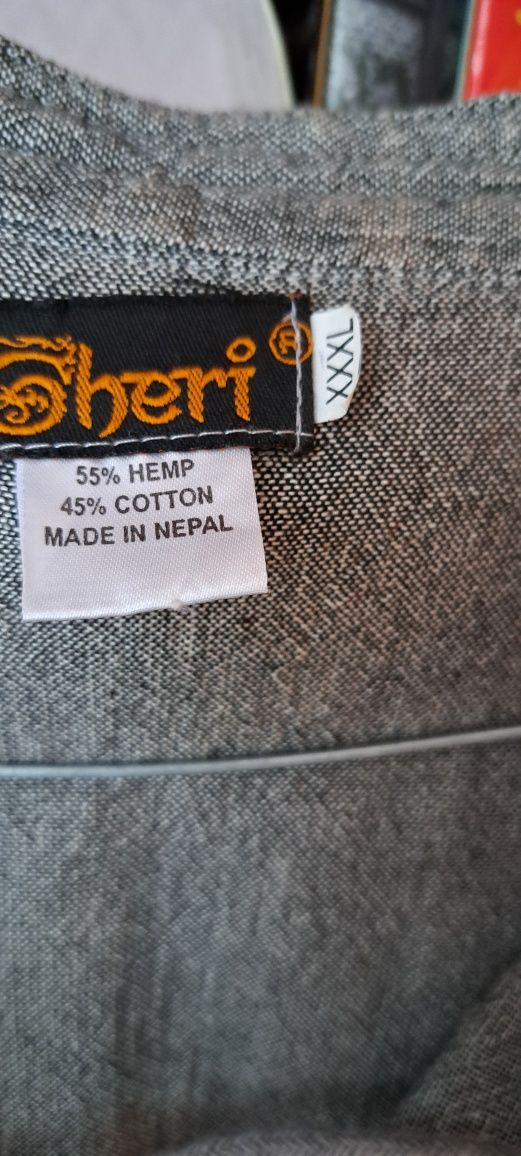 Sheri ®
XXXL
55% HEMP
45% COTTON
MADE IN NEPAL